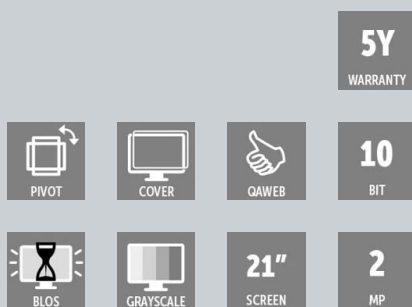 5Y
WARRANTY
PIVOT
COVER
QAWEB
10
BIT
BLOS
GRAYSCALE
21"
SCREEN
2
MP